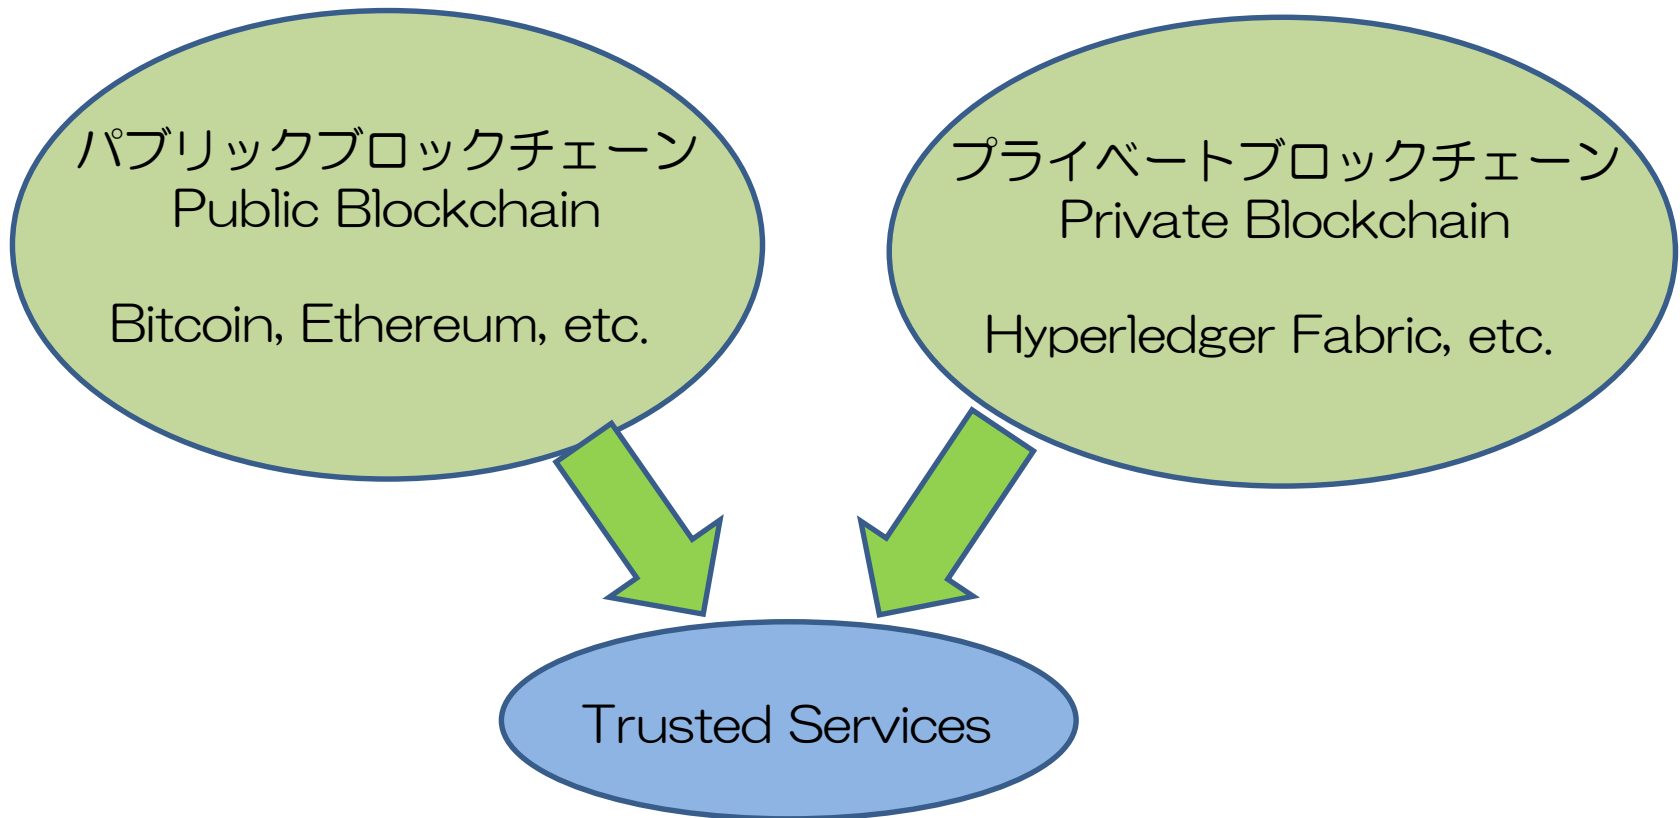 パブリックブロックチェーン
Public Blockchain
Bitcoin, Ethereum, etc.
プライベートブロックチェーン
Private Blockchain
Hyperledger Fabric, etc.
Trusted Services